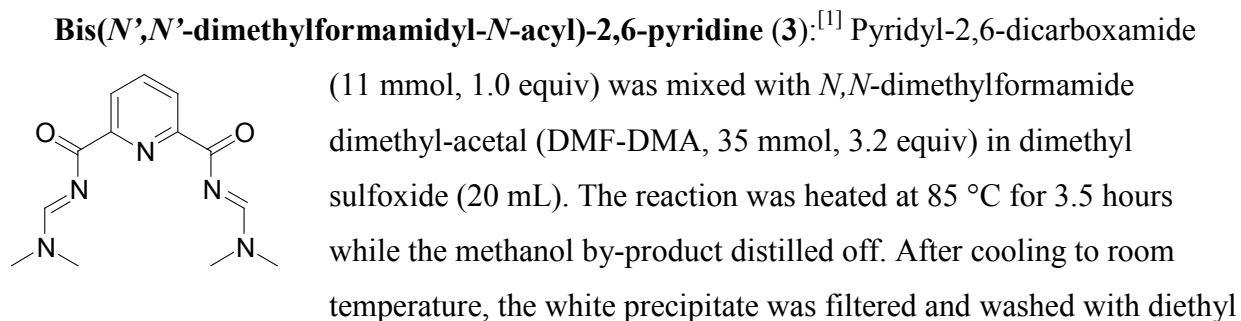 Bis(N’,N’-dimethylformamidyl-N-acyl)-2,6-pyridine (3):[1] Pyridyl-2,6-dicarboxamide
(11 mmol, 1.0 equiv) was mixed with N,N-dimethylformamide
dimethyl-acetal (DMF-DMA, 35 mmol, 3.2 equiv) in dimethyl
sulfoxide (20 mL). The reaction was heated at 85 °C for 3.5 hours
while the methanol by-product distilled off. After cooling to room
temperature, the white precipitate was filtered and washed with diethyl
O N O
N N
N N